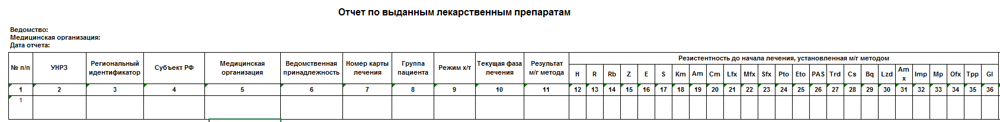 Отчет по выданным лекарственным препаратам
Ведомство:
Медицинская организация:
Дата отчета:
№ п/п УНРЗ Региональный идентификатор Субъект РФ Медицинская организация Ведомственная принадлежность Номер карты лечения Группа пациента Режим х/т Текущая фаза лечения Результат м/г метода Резистентность до начала лечения, установленная м/г методом
H R Rb Z E S Km Am Cm Lfx Mfx Sfx Pto Eto PAS Trd Cs Bq Lzd Amx Imp Mp Ofx Tpp Gl
1 2 3 4 5 6 7 8 9 10 11 12 13 14 15 16 17 18 19 20 21 22 23 24 25 26 27 28 29 30 31 32 33 34 35 36
1